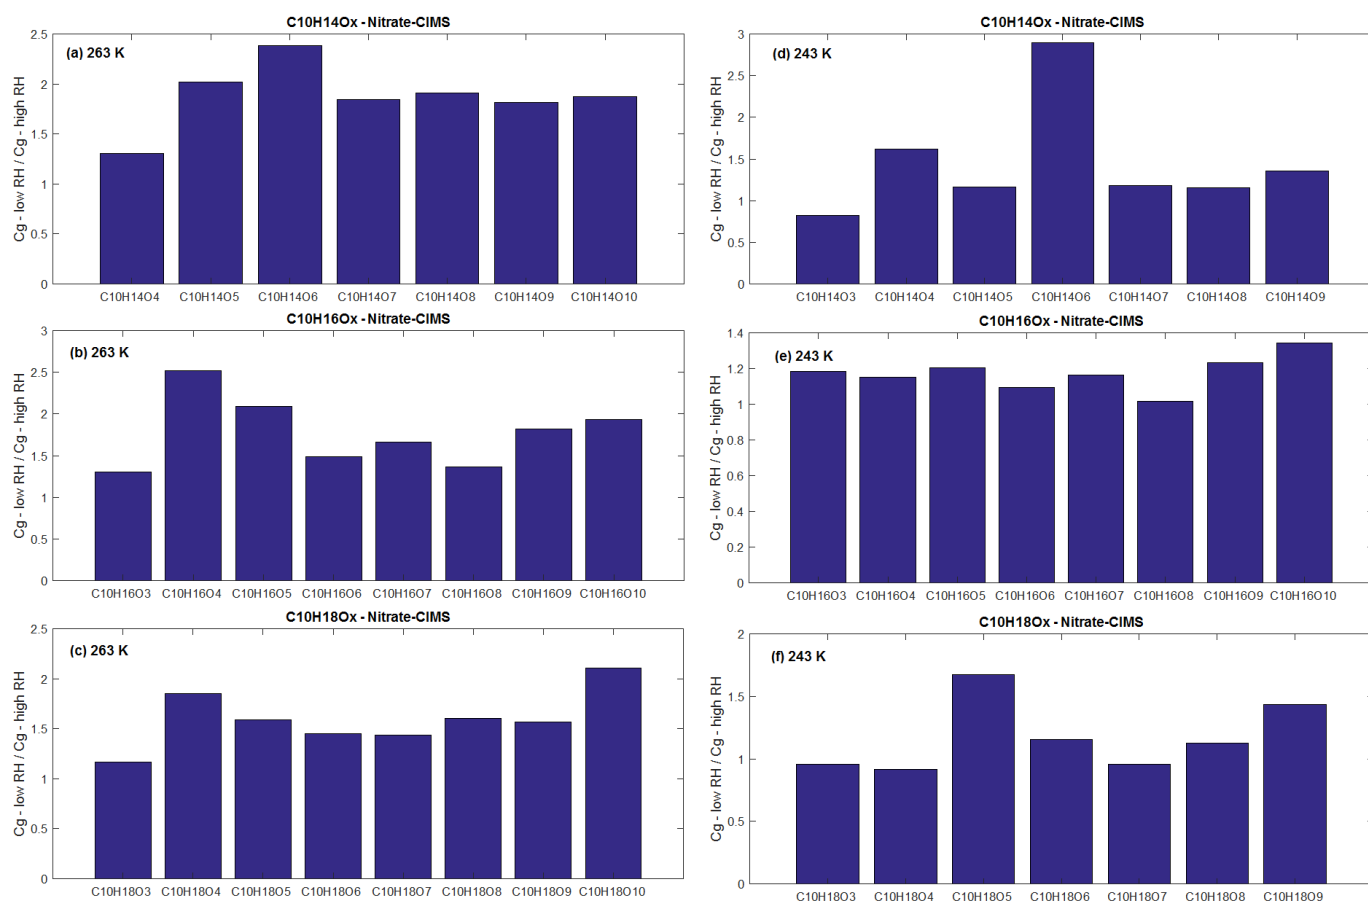 C10H14Ox - Nitrate-CIMS
(a) 263 K
Cg - low RH / Cg - high RH
2.5
2
1.5
1
0.5
0
C10H14O4 C10H14O5 C10H14O6 C10H14O7 C10H14O8 C10H14O9 C10H14O10
C10H16Ox - Nitrate-CIMS
(b) 263 K
Cg - low RH / Cg - high RH
3
2.5
2
1.5
1
0.5
0
C10H16O3 C10H16O4 C10H16O5 C10H16O6 C10H16O7 C10H16O8 C10H16O9 C10H16O10
C10H18Ox - Nitrate-CIMS
(c) 263 K
Cg - low RH / Cg - high RH
2.5
2
1.5
1
0.5
0
C10H18O3 C10H18O4 C10H18O5 C10H18O6 C10H18O7 C10H18O8 C10H18O9 C10H18O10
C10H14Ox - Nitrate-CIMS
(d) 243 K
Cg - low RH / Cg - high RH
3
2.5
2
1.5
1
0.5
0
C10H14O3 C10H14O4 C10H14O5 C10H14O6 C10H14O7 C10H14O8 C10H14O9
C10H16Ox - Nitrate-CIMS
(e) 243 K
Cg - low RH / Cg - high RH
1.4
1.2
1
0.8
0.6
0.4
0.2
0
C10H16O3 C10H16O4 C10H16O5 C10H16O6 C10H16O7 C10H16O8 C10H16O9 C10H16O10
C10H18Ox - Nitrate-CIMS
(f) 243 K
Cg - low RH / Cg - high RH
2
1.5
1
0.5
0
C10H18O3 C10H18O4 C10H18O5 C10H18O6 C10H18O7 C10H18O8 C10H18O9